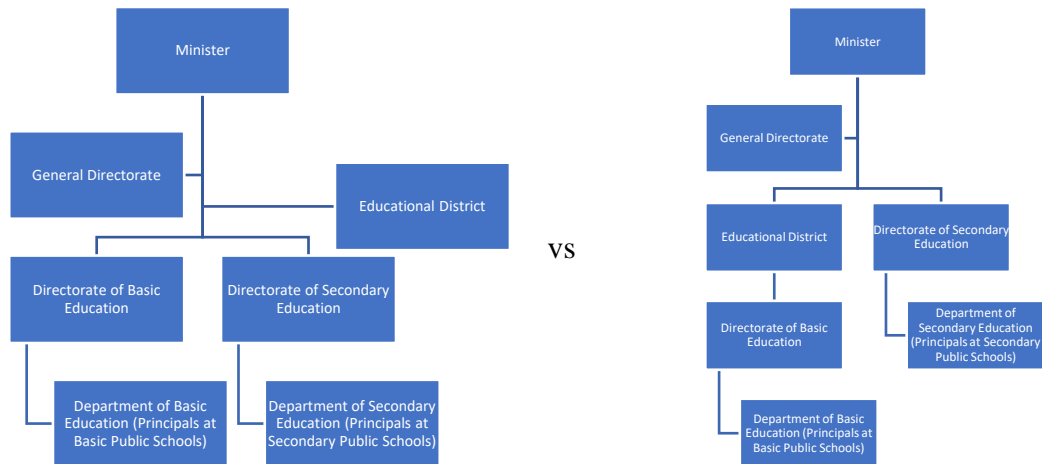 Minister
General Directorate
Educational District
Directorate of Basic
Education
Directorate of Secondary
Education
Department of Basic
Education (Principals at
Basic Public Schools)
Department of Secondary
Education (Principals at
Secondary Public Schools)
vs
Minister
General Directorate
Educational District
Directorate of Secondary
Education
Directorate of Basic
Education
Department of
Secondary Education
(Principals at Secondary
Public Schools)
Department of Basic
Education (Principals at
Basic Public Schools)